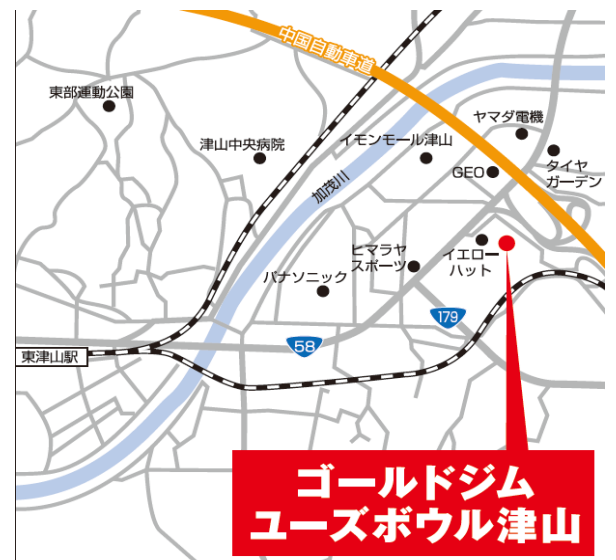 中国自動車道
東部運動公園
ヤマダ電機
津山中央病院
イモンモール津山
タイヤ
ガーデン
GEO
加茂川
ヒマラヤ
スポーツ
イエロー
ハット
パナソニック
179
58
東津山駅
ゴールドジム
ユーズボウル津山